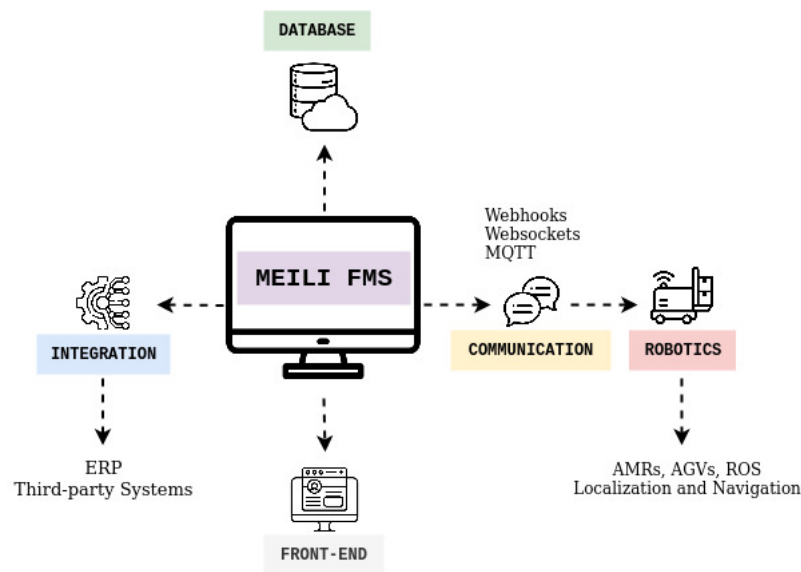 DATABASE
Webhooks
Websockets
MQTT
MEILI FMS
INTEGRATION
COMMUNICATION
ROBOTICS
ERP
Third-party Systems
AMRs, AGVs, ROS
Localization and Navigation
FRONT-END